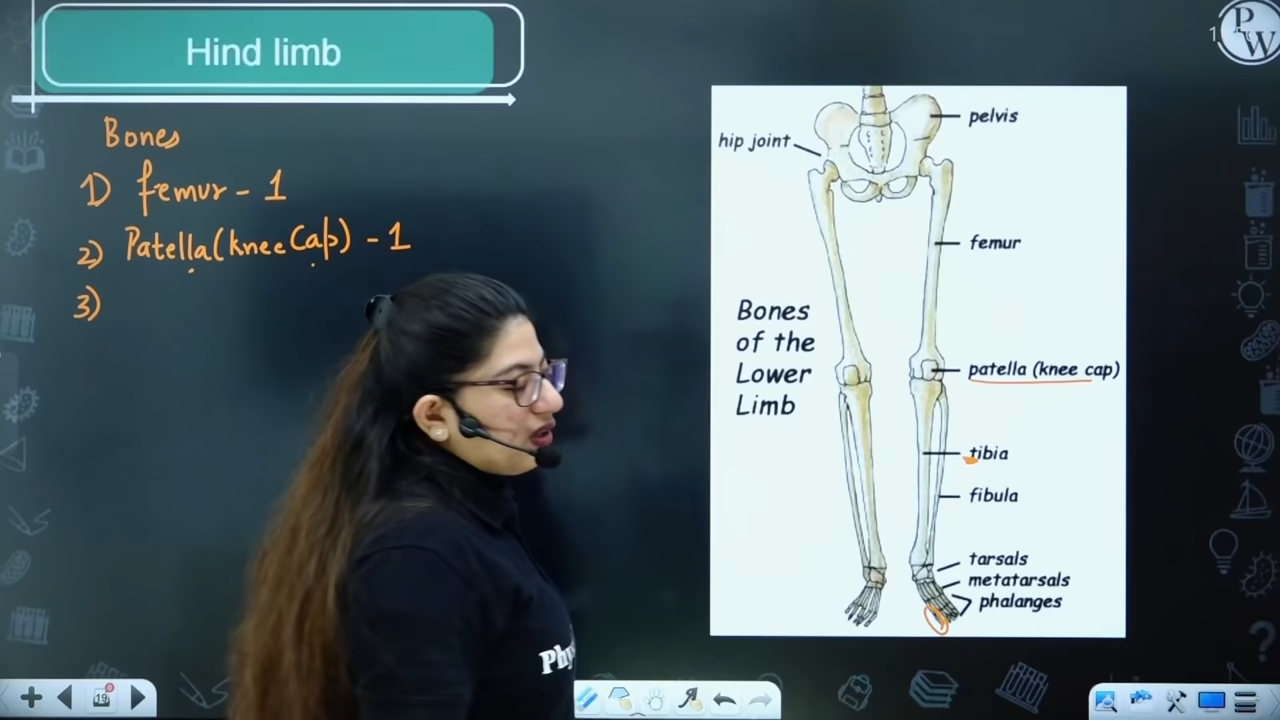 Hind limb
PW
Bones
1) femur - 1
2) Patella (knee Cap) - 1
3)
pelvis
hip joint
femur
Bones
of the
Lower
Limb
patella (knee cap)
tibia
fibula
tarsals
metatarsals
phalanges
19